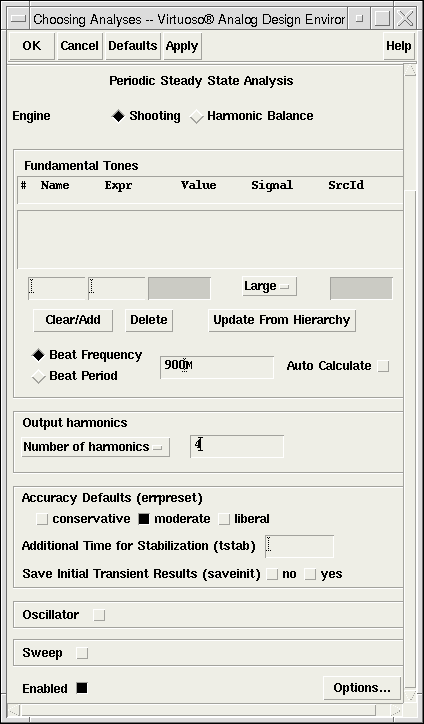 Choosing Analyses -- Virtuoso® Analog Design Environ
OK Cancel Defaults Apply Help
Periodic Steady State Analysis
Engine Shooting Harmonic Balance
Fundamental Tones
# Name Expr Value Signal SrcId
Large
Clear/Add Delete Update From Hierarchy
Beat Frequency
900M Auto Calculate
Beat Period
Output harmonics
Number of harmonics 4
Accuracy Defaults (errpreset)
conservative moderate liberal
Additional Time for Stabilization (tstab)
Save Initial Transient Results (saveinit) no yes
Oscillator
Sweep
Enabled Options...